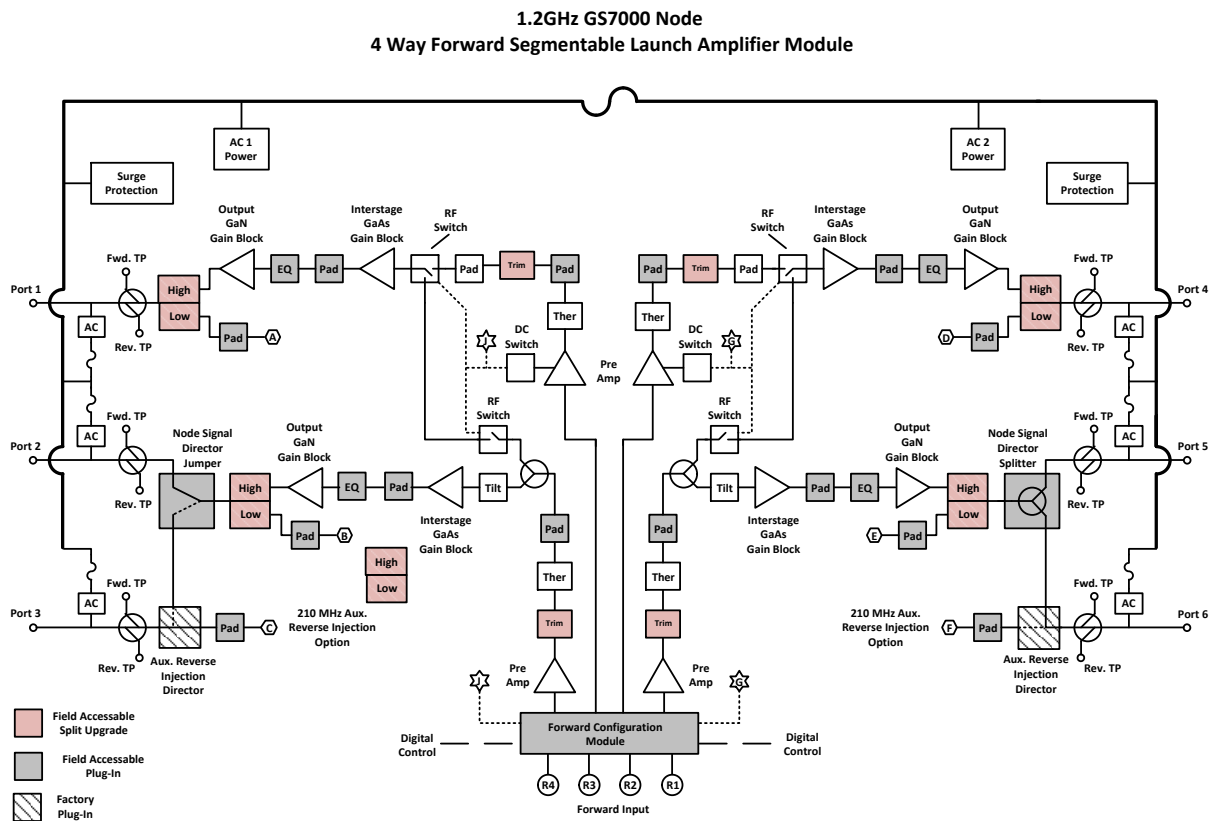 1.2GHz GS7000 Node
4 Way Forward Segmentable Launch Amplifier Module
AC 1
Power
AC 2
Power
Surge
Protection
Surge
Protection
Output
GaN
Gain Block
Interstage
GaAs
Gain Block
RF
Switch
RF
Switch
Interstage
GaAs
Gain Block
Output
GaN
Gain Block
Fwd. TP
Fwd. TP
EQ
Pad
Pad
Trim
Pad
Pad
Trim
Pad
Pad
EQ
Port 1
High
Low
High
Low
Port 4
AC
Pad
A
Ther
Ther
D
Pad
AC
Rev. TP
Rev. TP
J
DC
Switch
DC
Switch
G
Pre
Amp
Fwd. TP
Node Signal
Director
Jumper
Output
GaN
Gain Block
RF
Switch
RF
Switch
Output
GaN
Gain Block
Node Signal
Director
Splitter
Fwd. TP
AC
AC
Port 2
Port 5
High
Low
EQ
Pad
Tilt
Tilt
Pad
EQ
High
Low
Rev. TP
Rev. TP
Pad
B
Interstage
GaAs
Gain Block
Pad
Pad
Interstage
GaAs
Gain Block
E
Pad
High
Low
Ther
Ther
Fwd. TP
Fwd. TP
AC
AC
Port 3
Port 6
Pad
C
210 MHz Aux.
Reverse Injection
Option
Trim
Trim
210 MHz Aux.
Reverse Injection
Option
F
Pad
Rev. TP
Rev. TP
Aux. Reverse
Injection
Director
Aux. Reverse
Injection
Director
J
Pre
Amp
Pre
Amp
G
Field Accessable
Split Upgrade
Field Accessable
Plug-In
Factory
Plug-In
Digital
Control
Forward Configuration
Module
Digital
Control
R4
R3
R2
R1
Forward Input